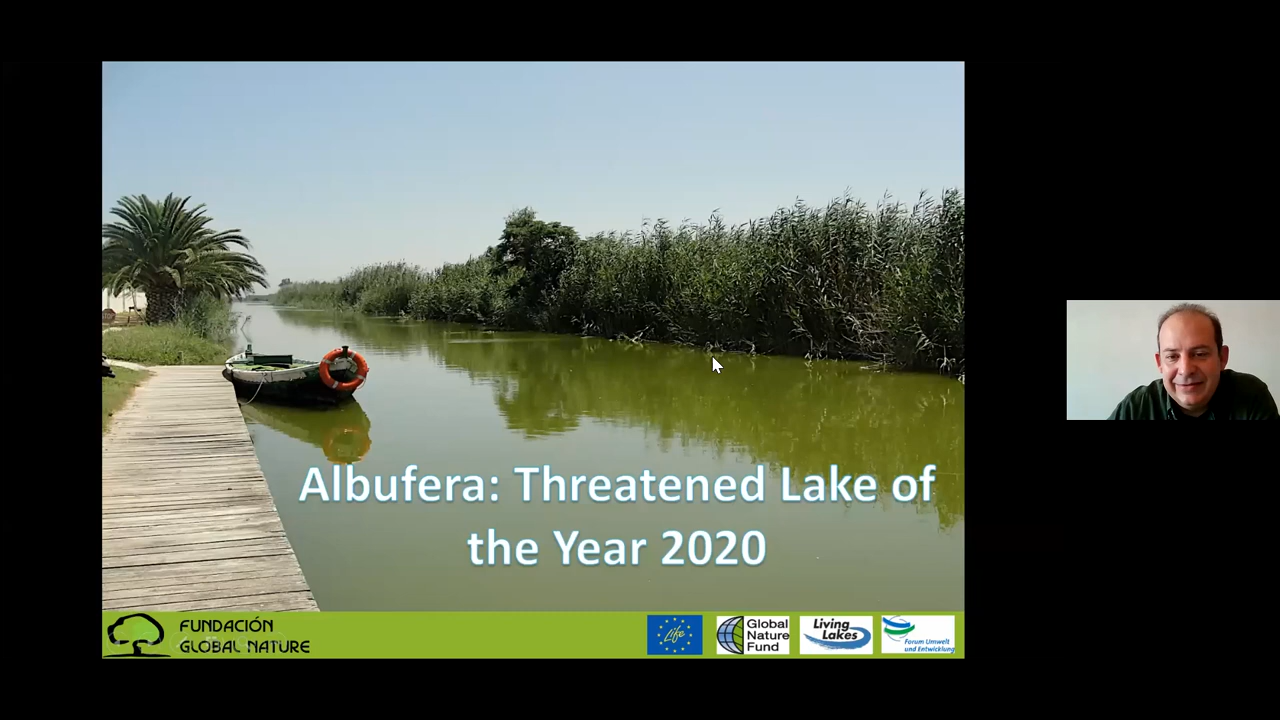 Albufera: Threatened Lake of
the Year 2020
FUNDACIÓN
GLOBAL NATURE
Life
Global
Nature
Fund
Living
Lakes
Forum Umwelt
und Entwicklung